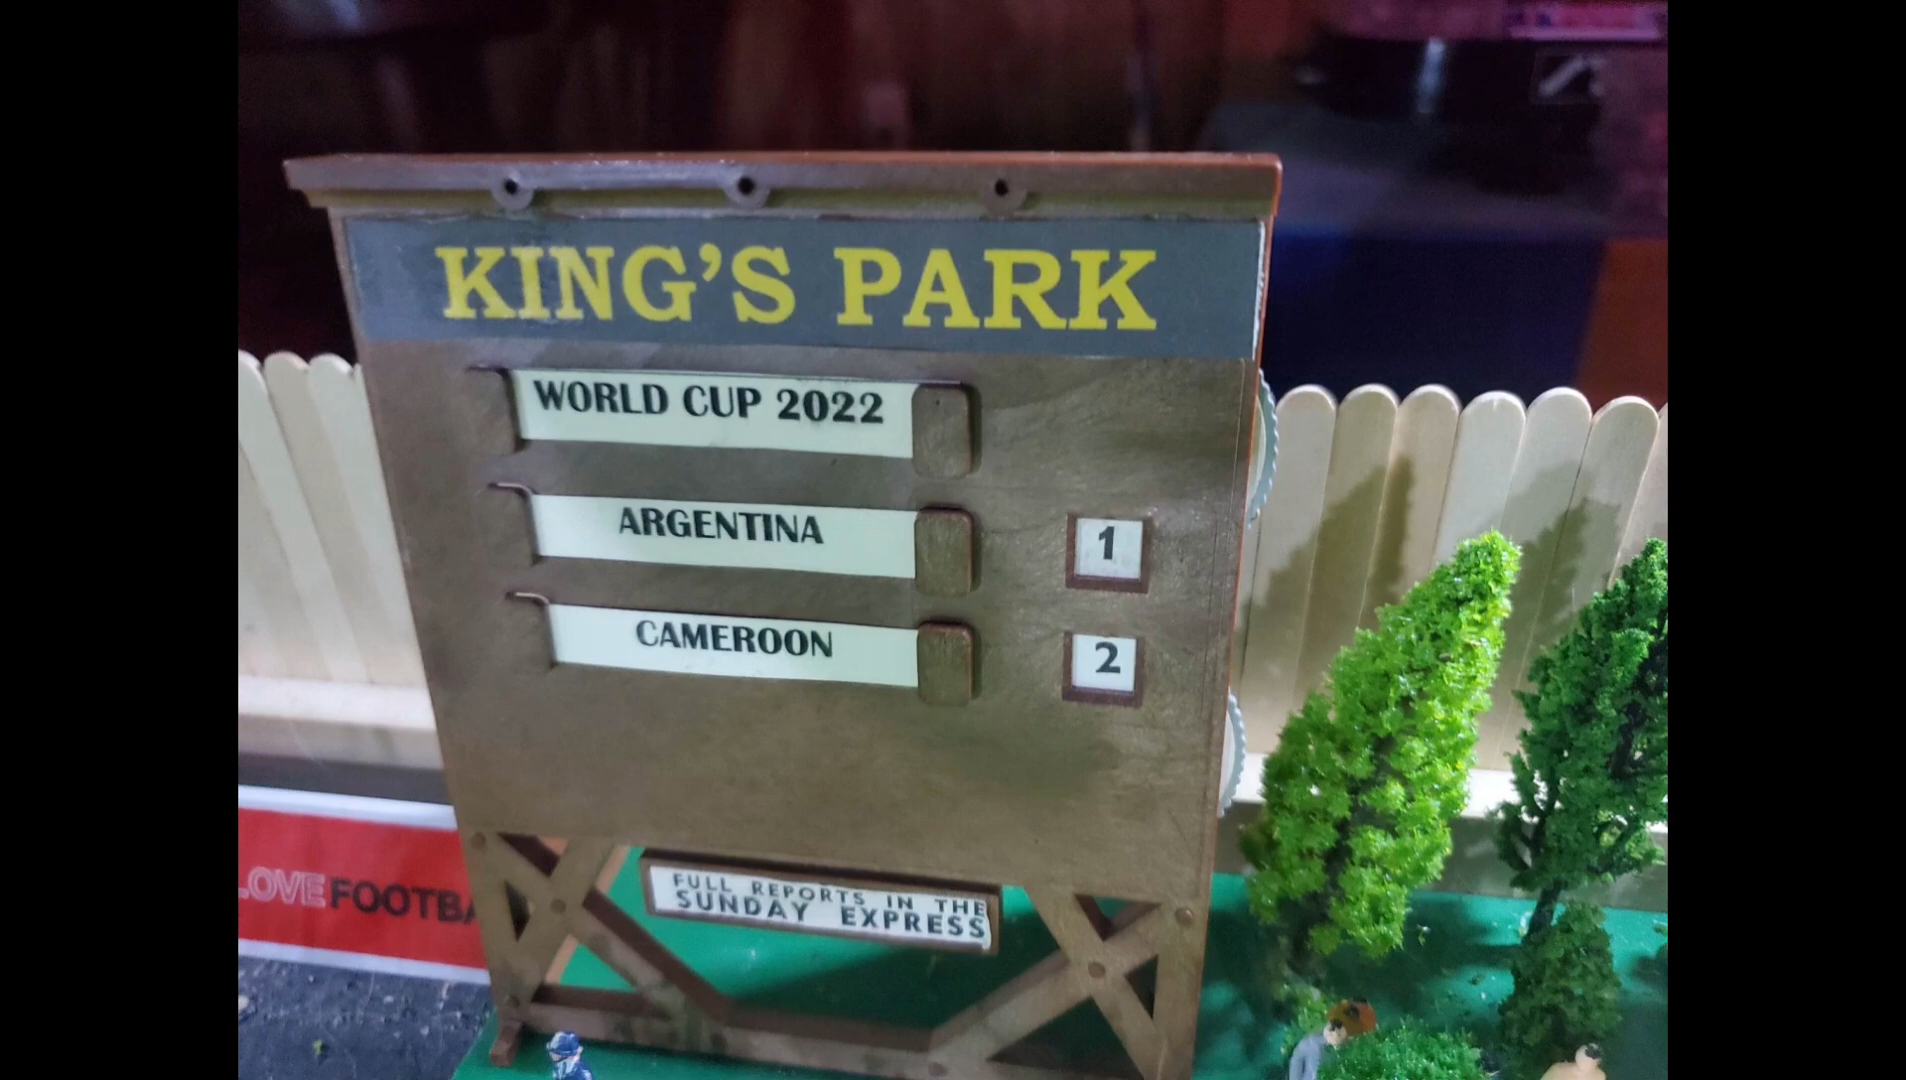 KING'S PARK
WORLD CUP 2022
ARGENTINA 1
CAMEROON 2
FULL REPORTS IN THE
SUNDAY EXPRESS
LOVEFOOTBA